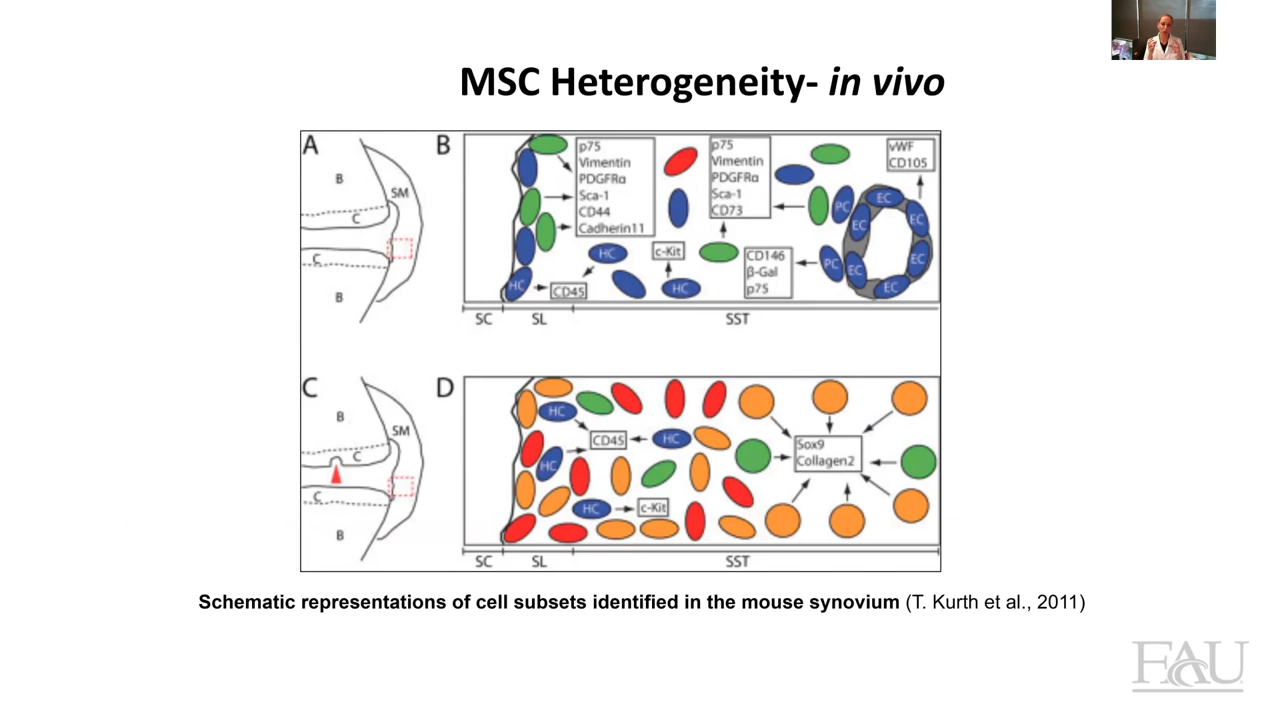 MSC Heterogeneity- in vivo
A
B
SM
C
C
B
B
p75
Vimentin
PDGFRα
Sca-1
CD44
Cadherin11
p75
Vimentin
PDGFRα
Sca-1
CD73
vWF
CD105
PC
EC
EC
EC
HC
c-Kit
CD146
β-Gal
p75
PC
EC
EC
EC
HC
CD45
HC
SC
SL
SST
C
B
SM
C
C
B
D
HC
CD45
HC
HC
Sox9
Collagen2
HC
c-Kit
SC
SL
SST
Schematic representations of cell subsets identified in the mouse synovium (T. Kurth et al., 2011)
FAU